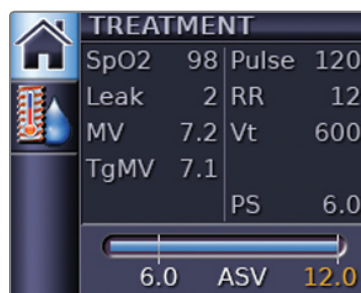 TREATMENT
SpO2 98 Pulse 120
Leak 2 RR 12
MV 7.2 Vt 600
TgMV 7.1
PS 6.0
6.0 ASV 12.0